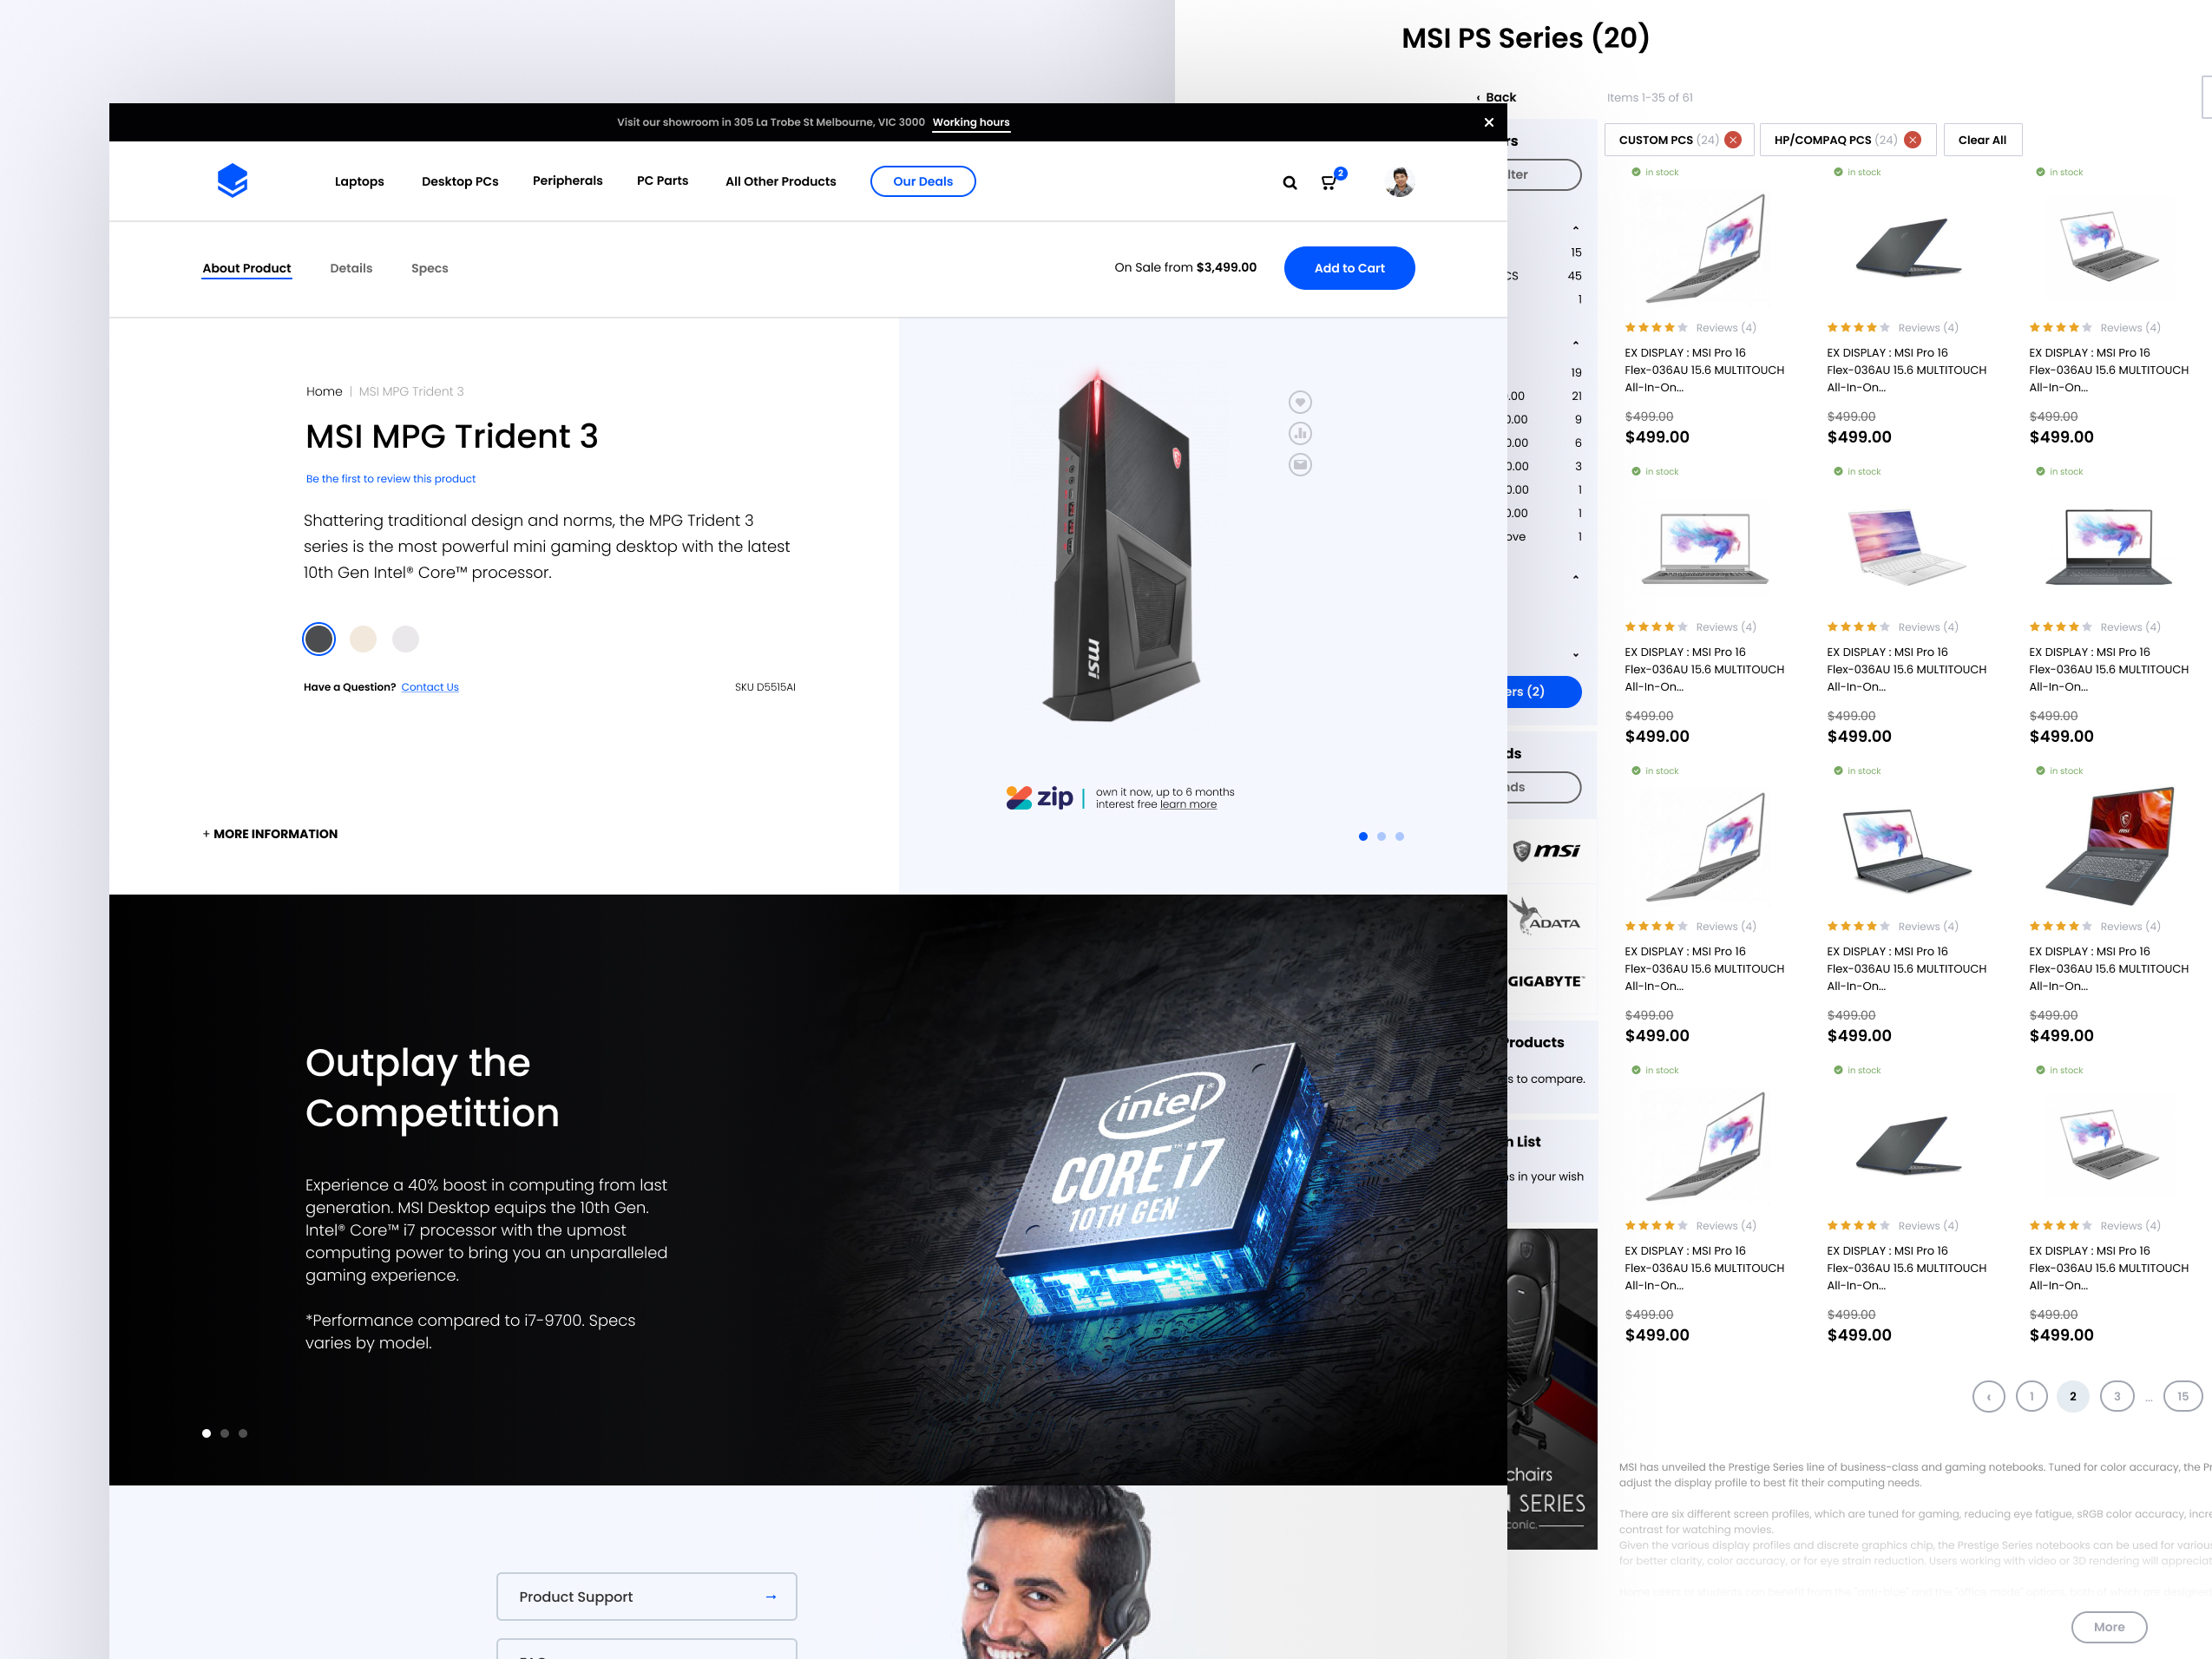 MSI PS Series (20)
‹ Back
Items 1-35 of 61
CUSTOM PCS (24)
HP/COMPAQ PCS (24)
Clear All
Visit our showroom in 305 La Trobe St Melbourne, VIC 3000 Working hours
Laptops
Desktop PCs
Peripherals
PC Parts
All Other Products
Our Deals
2
About Product
Details
Specs
On Sale from $3,499.00
Add to Cart
Home | MSI MPG Trident 3
MSI MPG Trident 3
Be the first to review this product
Shattering traditional design and norms, the MPG Trident 3
series is the most powerful mini gaming desktop with the latest
10th Gen Intel® Core™ processor.
Have a Question? Contact Us
SKU D5515AI
+ MORE INFORMATION
msi
zip
own it now, up to 6 months
interest free learn more
Outplay the
Competittion
Experience a 40% boost in computing from last
generation. MSI Desktop equips the 10th Gen.
Intel® Core™ i7 processor with the upmost
computing power to bring you an unparalleled
gaming experience.
*Performance compared to i7-9700. Specs
varies by model.
intel®
CORE™ i7
10TH GEN
Product Support →
15
45
1
19
.00 21
0.00 9
0.00 6
0.00 3
0.00 1
0.00 1
ove 1
ers (2)
msi
ADATA
GIGABYTE™
Products
s to compare.
List
s in your wish
chairs
SERIES
conic.
in stock
in stock
in stock
Reviews (4)
Reviews (4)
Reviews (4)
EX DISPLAY : MSI Pro 16
Flex-036AU 15.6 MULTITOUCH
All-In-On...
EX DISPLAY : MSI Pro 16
Flex-036AU 15.6 MULTITOUCH
All-In-On...
EX DISPLAY : MSI Pro 16
Flex-036AU 15.6 MULTITOUCH
All-In-On...
$499.00
$499.00
$499.00
$499.00
$499.00
$499.00
in stock
in stock
in stock
Reviews (4)
Reviews (4)
Reviews (4)
EX DISPLAY : MSI Pro 16
Flex-036AU 15.6 MULTITOUCH
All-In-On...
EX DISPLAY : MSI Pro 16
Flex-036AU 15.6 MULTITOUCH
All-In-On...
EX DISPLAY : MSI Pro 16
Flex-036AU 15.6 MULTITOUCH
All-In-On...
$499.00
$499.00
$499.00
$499.00
$499.00
$499.00
in stock
in stock
in stock
msi
Reviews (4)
Reviews (4)
Reviews (4)
EX DISPLAY : MSI Pro 16
Flex-036AU 15.6 MULTITOUCH
All-In-On...
EX DISPLAY : MSI Pro 16
Flex-036AU 15.6 MULTITOUCH
All-In-On...
EX DISPLAY : MSI Pro 16
Flex-036AU 15.6 MULTITOUCH
All-In-On...
$499.00
$499.00
$499.00
$499.00
$499.00
$499.00
in stock
in stock
in stock
Reviews (4)
Reviews (4)
Reviews (4)
EX DISPLAY : MSI Pro 16
Flex-036AU 15.6 MULTITOUCH
All-In-On...
EX DISPLAY : MSI Pro 16
Flex-036AU 15.6 MULTITOUCH
All-In-On...
EX DISPLAY : MSI Pro 16
Flex-036AU 15.6 MULTITOUCH
All-In-On...
$499.00
$499.00
$499.00
$499.00
$499.00
$499.00
‹ 1 2 3 ... 15
MSI has unveiled the Prestige Series line of business-class and gaming notebooks. Tuned for color accuracy, the Pr
adjust the display profile to best fit their computing needs.
There are six different screen profiles, which are tuned for gaming, reducing eye fatigue, sRGB color accuracy, incre
contrast for watching movies.
Given the various display profiles and discrete graphics chip, the Prestige Series notebooks can be used for various
for better clarity, color accuracy, or for eye strain reduction. Users working with video or 3D rendering will appreciat
More